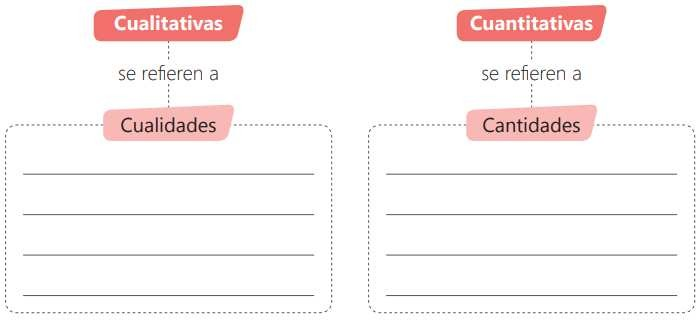 Cualitativas
se refieren a
Cualidades
Cuantitativas
se refieren a
Cantidades